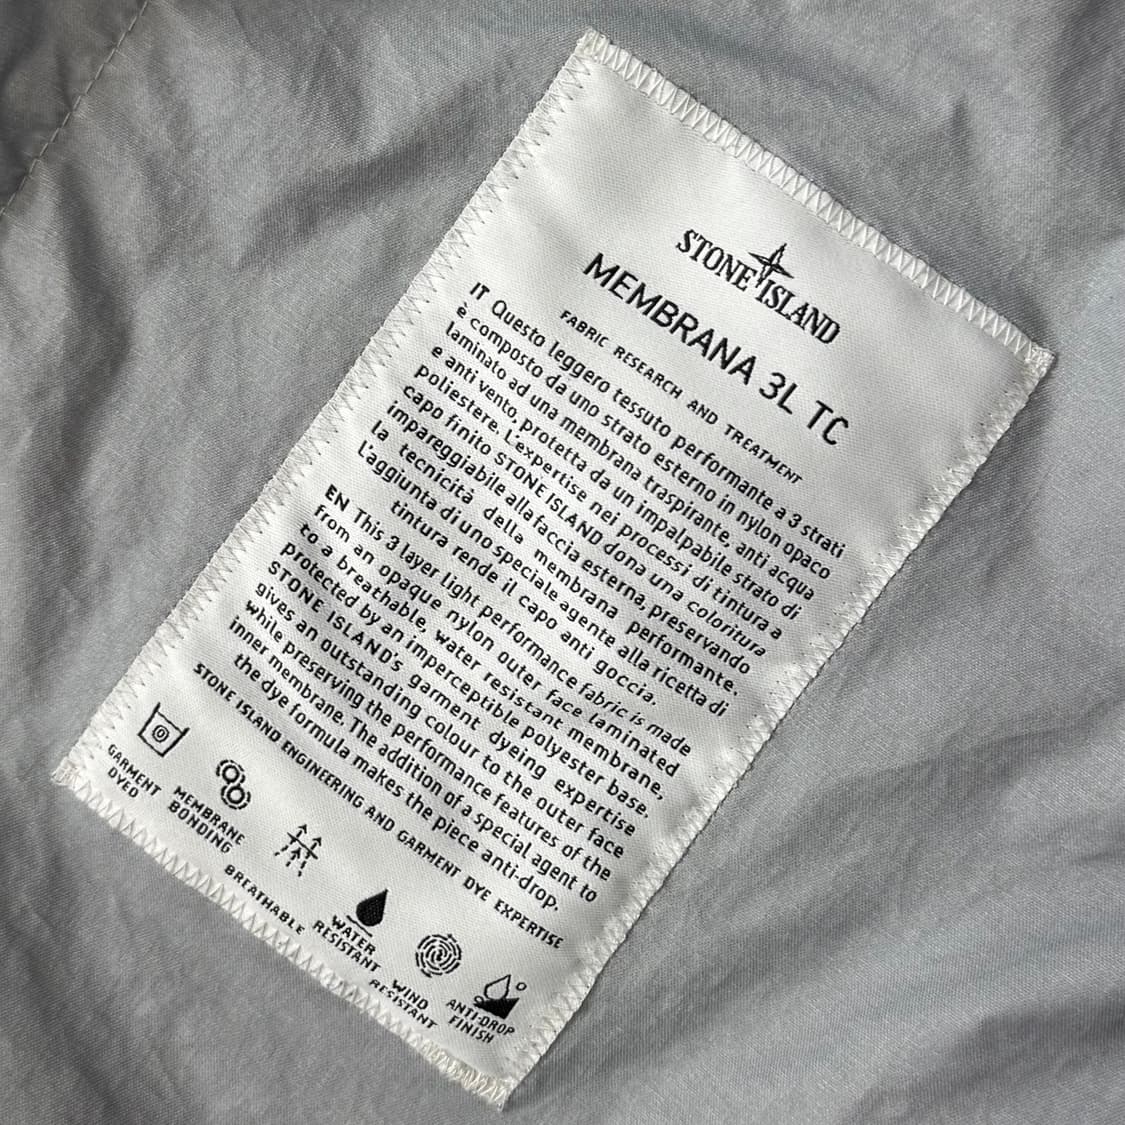 STONE ISLAND
MEMBRANA 3L TC
FABRIC RESEARCH AND TREATMENT
IT Questo leggero tessuto performante a 3 strati
è composto da uno strato esterno in nylon opaco
laminato ad una membrana traspirante, anti acqua
e anti vento, protetta da un impalpabile strato di
poliestere. L'expertise nei processi di tintura a
capo finito STONE ISLAND dona una coloritura
impareggiabile alla faccia esterna, preservando
la tecnicità della membrana performante.
L'aggiunta di uno speciale agente alla ricetta di
tintura rende il capo anti goccia.
EN This 3 layer light performance fabric is made
from an opaque nylon outer face laminated
to a breathable, water resistant membrane,
protected by an imperceptible polyester base.
STONE ISLAND's garment dyeing expertise
gives an outstanding colour to the outer face
while preserving the performance features of the
inner membrane. The addition of a special agent to
the dye formula makes the piece anti-drop.
STONE ISLAND ENGINEERING AND GARMENT DYE EXPERTISE
GARMENT
DYED
MEMBRANE
BONDING
BREATHABLE
WATER
RESISTANT
WIND
RESISTANT
ANTI-DROP
FINISH